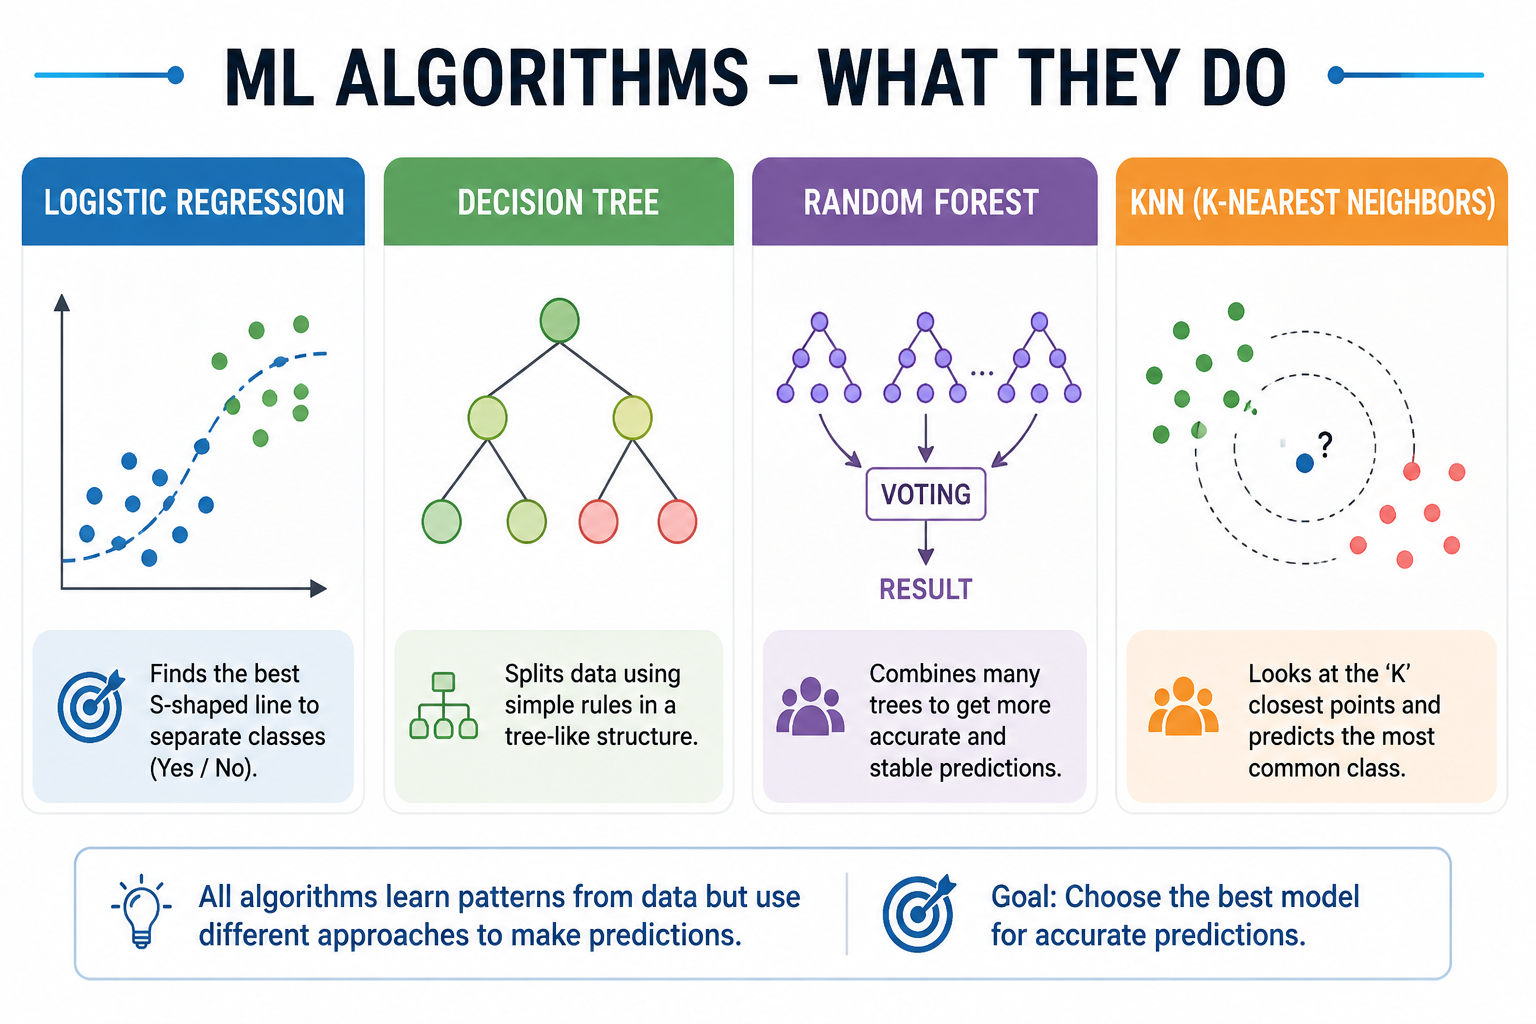 ML ALGORITHMS – WHAT THEY DO
LOGISTIC REGRESSION
Finds the best
S-shaped line to
separate classes
(Yes / No).
DECISION TREE
Splits data using
simple rules in a
tree-like structure.
RANDOM FOREST
...
VOTING
RESULT
Combines many
trees to get more
accurate and
stable predictions.
KNN (K-NEAREST NEIGHBORS)
?
Looks at the ‘K’
closest points and
predicts the most
common class.
All algorithms learn patterns from data but use
different approaches to make predictions.
Goal: Choose the best model
for accurate predictions.